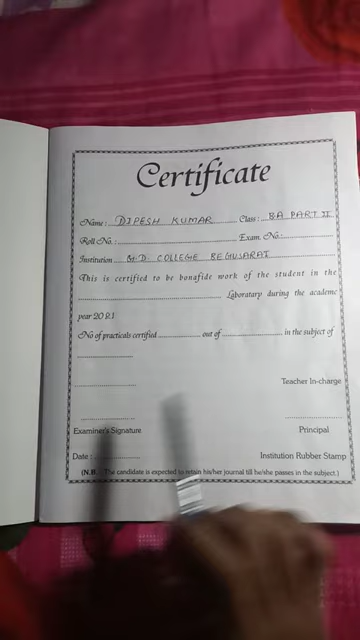 Certificate
Name : DIPESH KUMAR Class : BA PART II
Roll No. : Exam. No.:
Institution G.D. COLLEGE BEGUSARAI
This is certified to be bonafide work of the student in the
Laboratary during the academc
year 2021
No of practicals certified out of in the subject of
Teacher In-charge
Examiner's Signature Principal
Date : Institution Rubber Stamp
(N.B. The candidate is expected to retain his/her journal till he/she passes in the subject.)